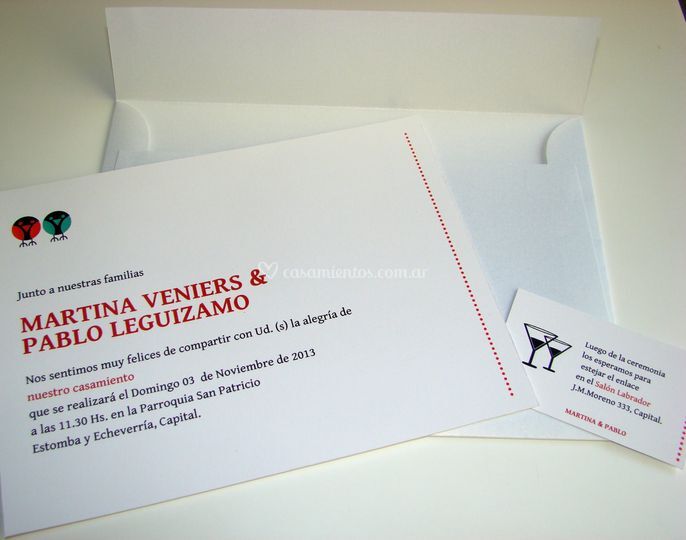 Junto a nuestras familias
MARTINA VENIERS &
PABLO LEGUIZAMO
Nos sentimos muy felices de compartir con Ud. (s) la alegría de
nuestro casamiento
que se realizará el Domingo 03 de Noviembre de 2013
a las 11.30 Hs. en la Parroquia San Patricio
Estomba y Echeverría, Capital.
casamientos.com.ar
Luego de la ceremonia
los esperamos para
estejar el enlace
en el Salón Labrador
J.M.Moreno 333, Capital.
MARTINA & PABLO